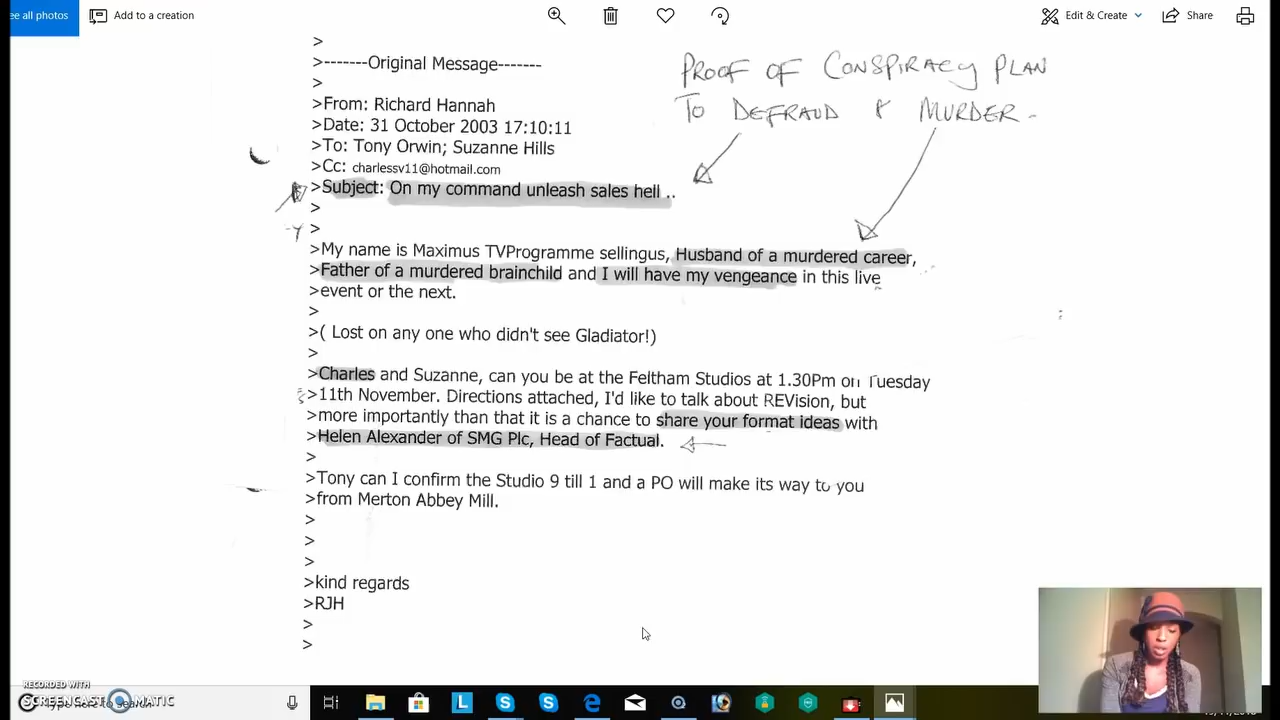 ee all photos
Add to a creation
Edit & Create
Share
>
>-------Original Message-------
>
>From: Richard Hannah
>Date: 31 October 2003 17:10:11
>To: Tony Orwin; Suzanne Hills
>Cc: charlessv11@hotmail.com
>Subject: On my command unleash sales hell ..
>
>
PROOF OF CONSPIRACY PLAN
TO DEFRAUD & MURDER.
>My name is Maximus TVProgramme sellingus, Husband of a murdered career,
>Father of a murdered brainchild and I will have my vengeance in this live
>event or the next.
>
>( Lost on any one who didn't see Gladiator!)
>
>Charles and Suzanne, can you be at the Feltham Studios at 1.30Pm on Tuesday
>11th November. Directions attached, I'd like to talk about REVision, but
>more importantly than that it is a chance to share your format ideas with
>Helen Alexander of SMG Plc, Head of Factual.
>
>Tony can I confirm the Studio 9 till 1 and a PO will make its way to you
>from Merton Abbey Mill.
>
>
>
>kind regards
>RJH
>
>
RECORDED WITH
SCREENCAST MATIC
Type here to search